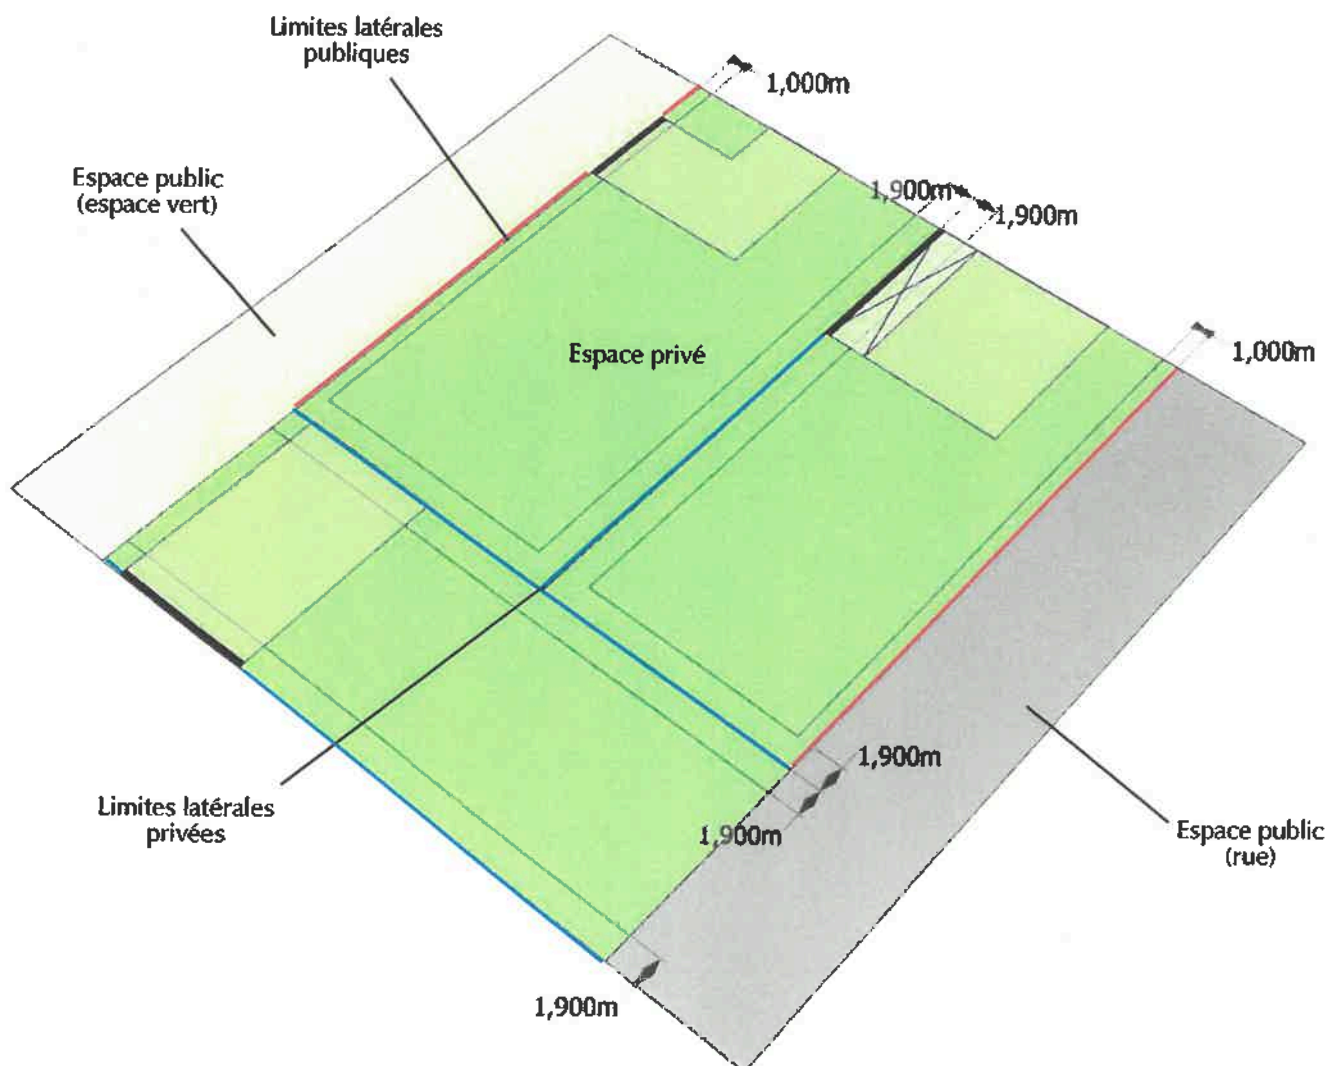 Limites latérales
publiques
1,000m
Espace public
(espace vert)
1,900m
1,900m
Espace privé
1,000m
1,900m
1,900m
Limites latérales
privées
Espace public
(rue)
1,900m